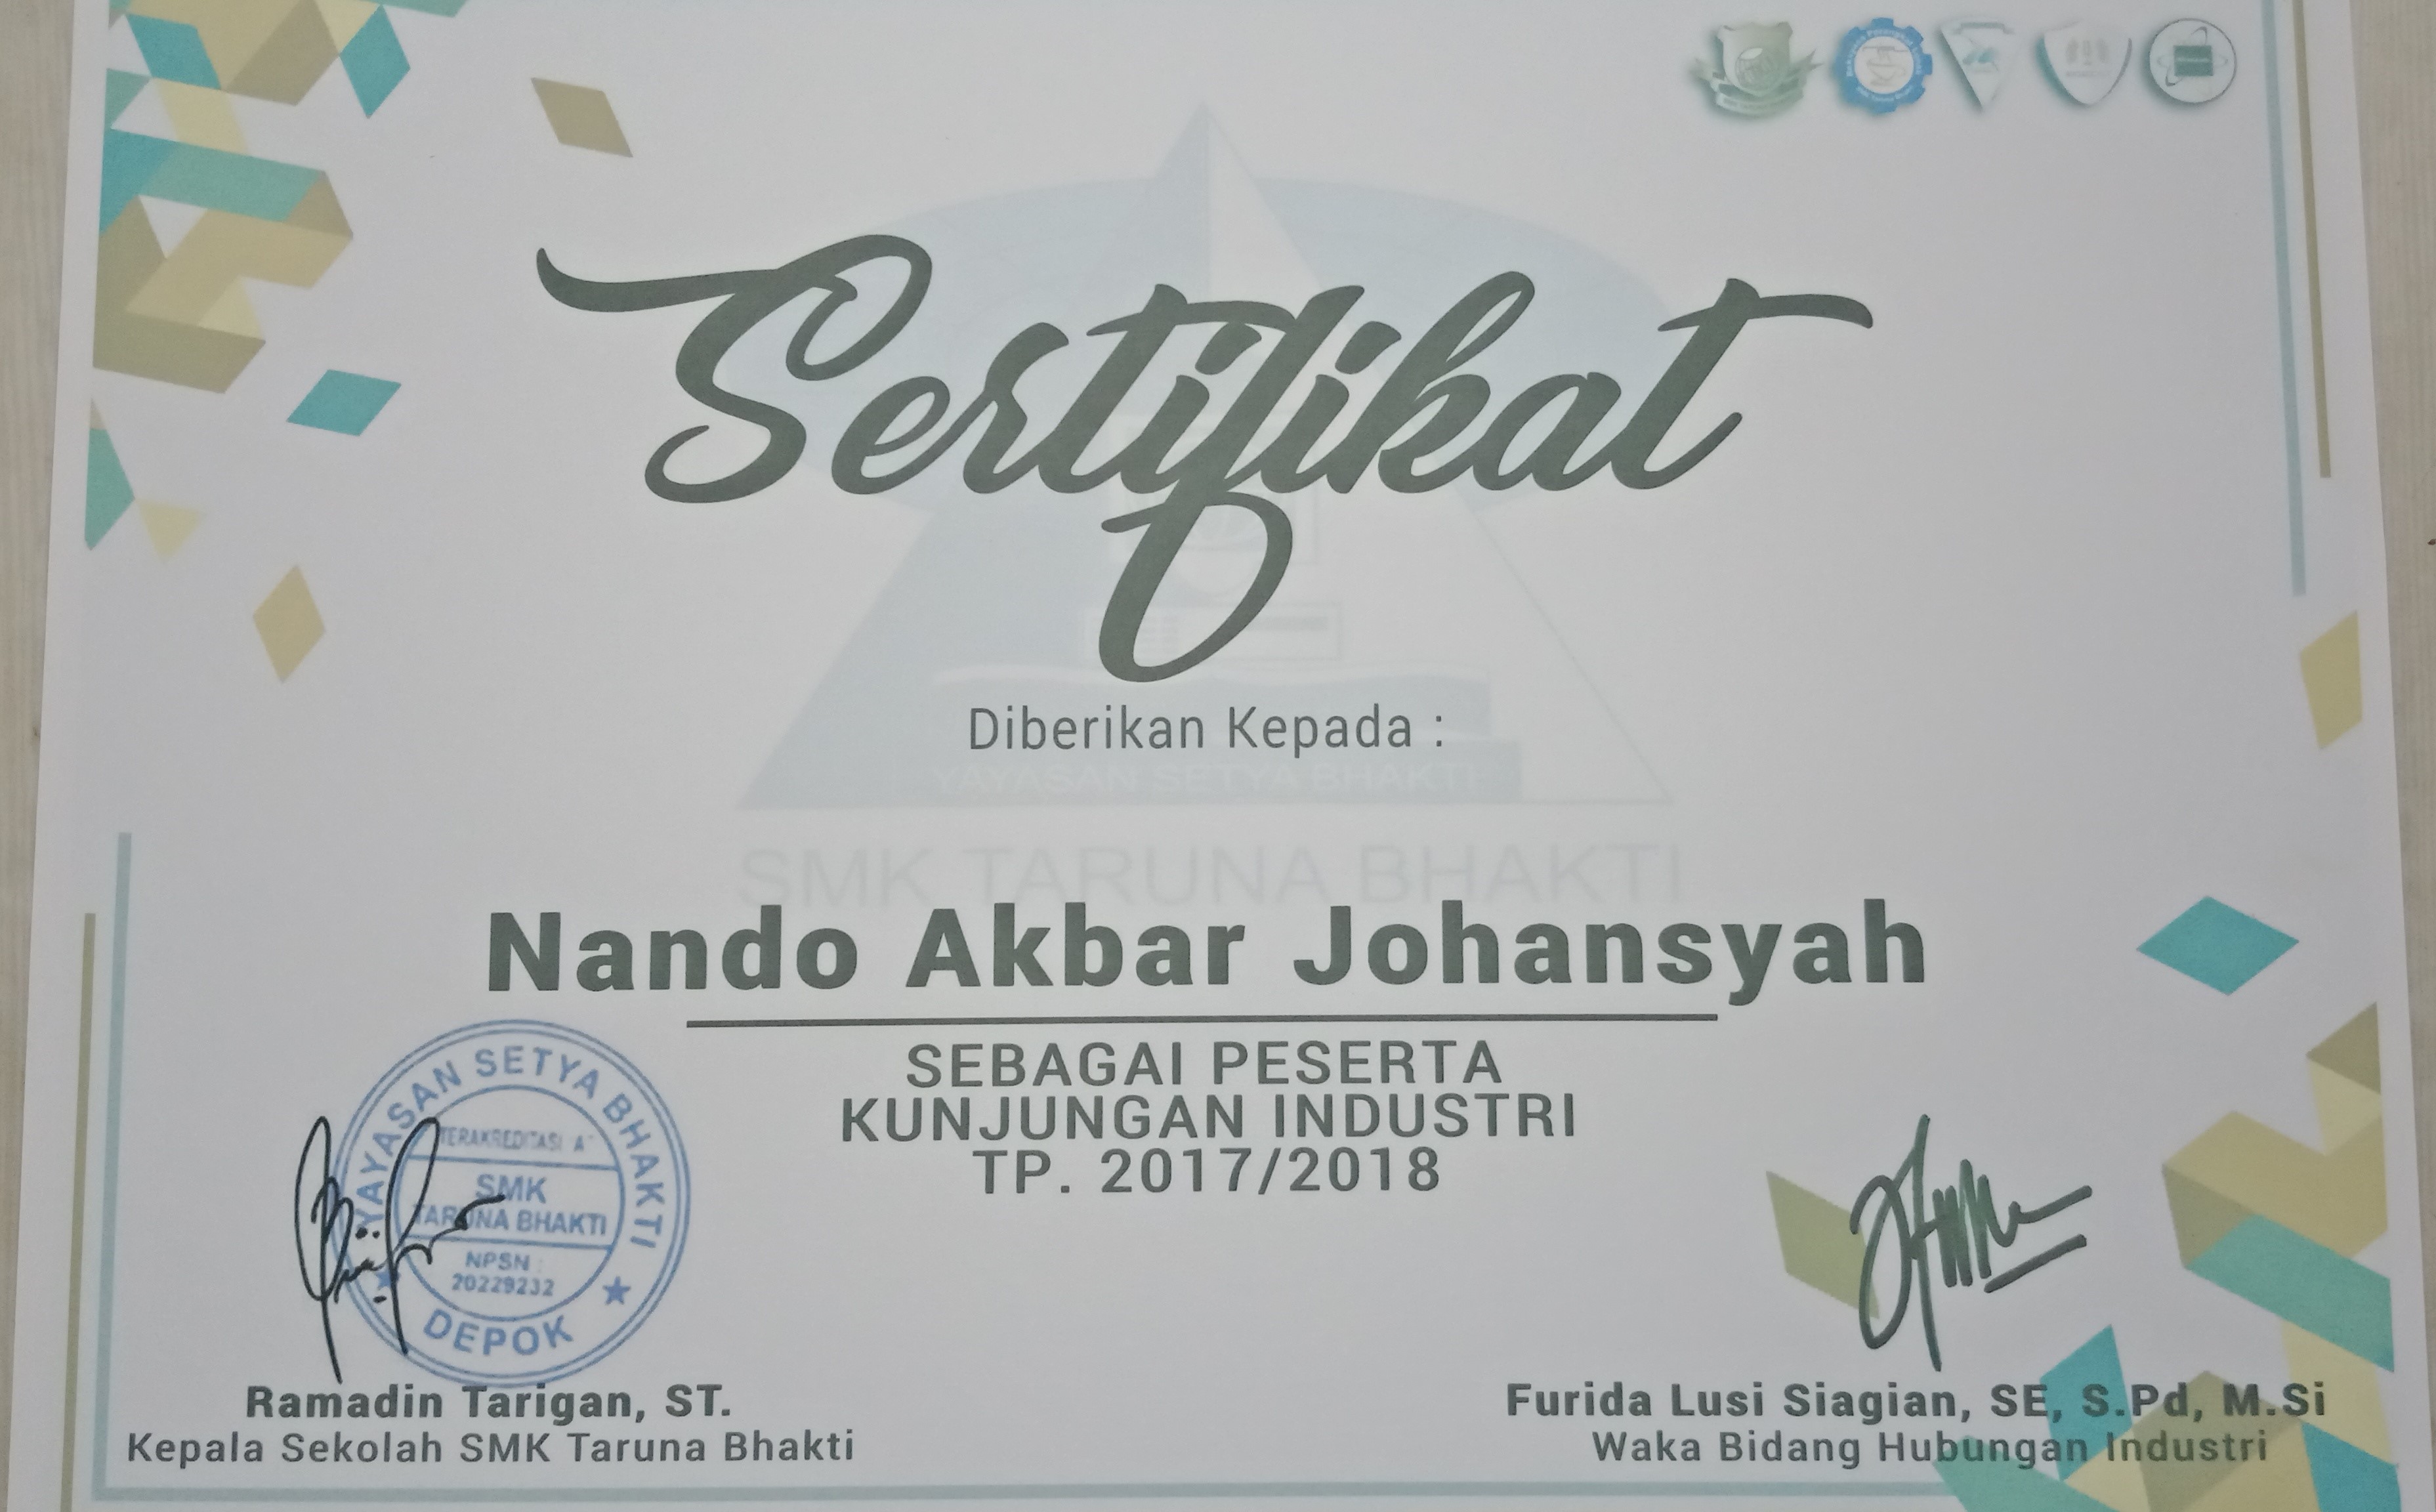 Sertifikat
Diberikan Kepada :
YAYASAN SETYA BHAKTI
SMK TARUNA BHAKTI
Nando Akbar Johansyah
SEBAGAI PESERTA
KUNJUNGAN INDUSTRI
TP. 2017/2018
YAYASAN SETYA BHAKTI
TERAKREDITASI "A"
SMK
TARUNA BHAKTI
NPSN :
20229232
DEPOK
Ramadin Tarigan, ST.
Kepala Sekolah SMK Taruna Bhakti
Furida Lusi Siagian, SE, S.Pd, M.Si
Waka Bidang Hubungan Industri